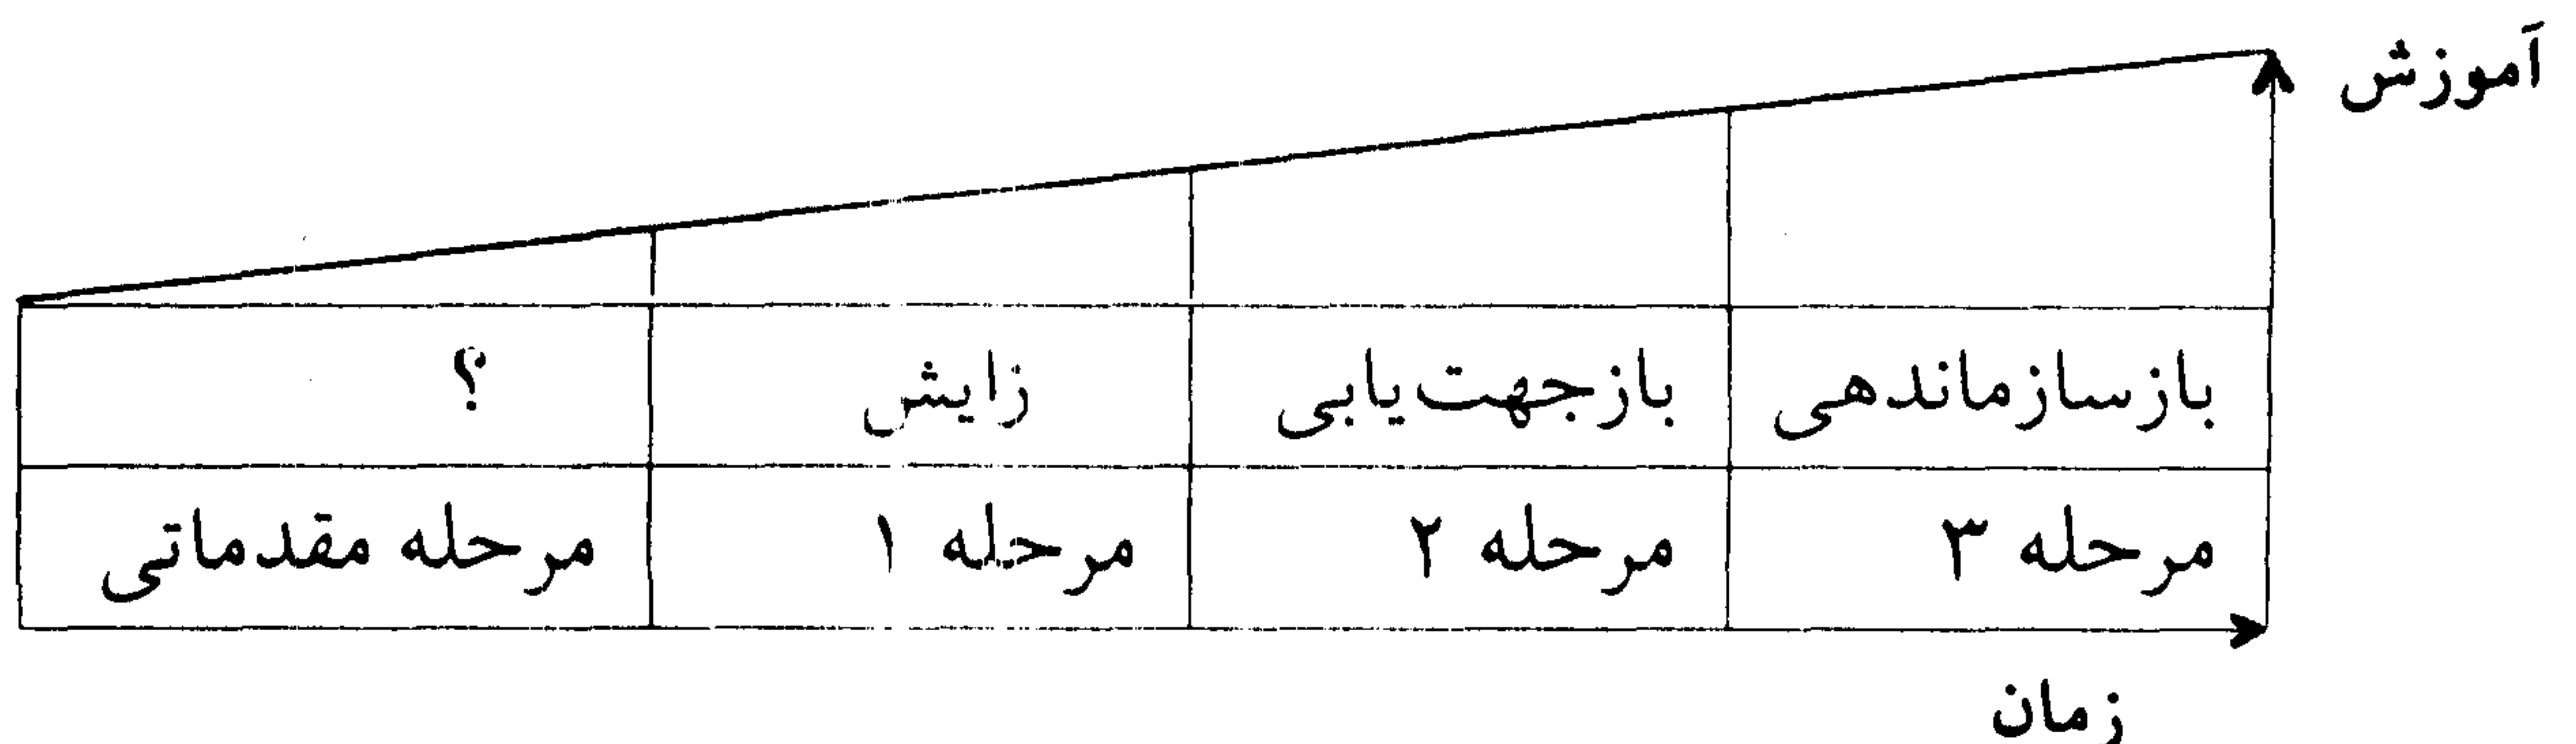 آموزش
بازسازماندهی بازجهت‌یابی زایش ؟
مرحله ۳ مرحله ۲ مرحله ۱ مرحله مقدماتی
زمان